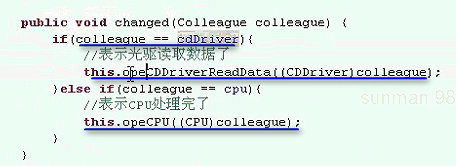 public void changed(Colleague colleague) {
if(colleague == cdDriver){
//表示光驱读取数据了
this.opeCDDriverReadData((CDDriver)colleague);
}else if(colleague == cpu){
//表示CPU处理完了
this.opeCPU((CPU)colleague);
sunman 98
}
}